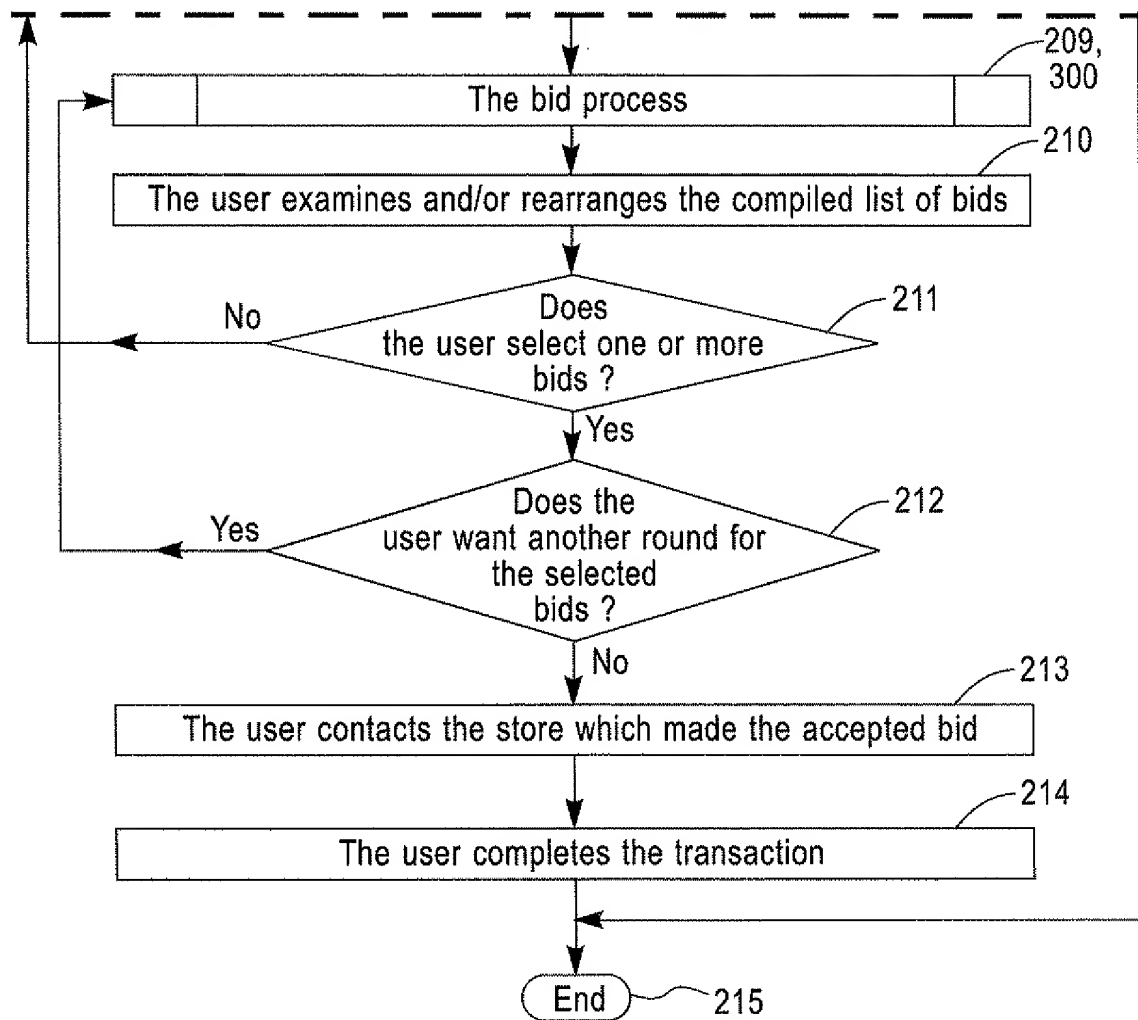 209,
300
The bid process
210
The user examines and/or rearranges the compiled list of bids
211
Does
the user select one or more
bids ?
No
Yes
212
Does the
user want another round for
the selected
bids ?
Yes
No
213
The user contacts the store which made the accepted bid
214
The user completes the transaction
End
215